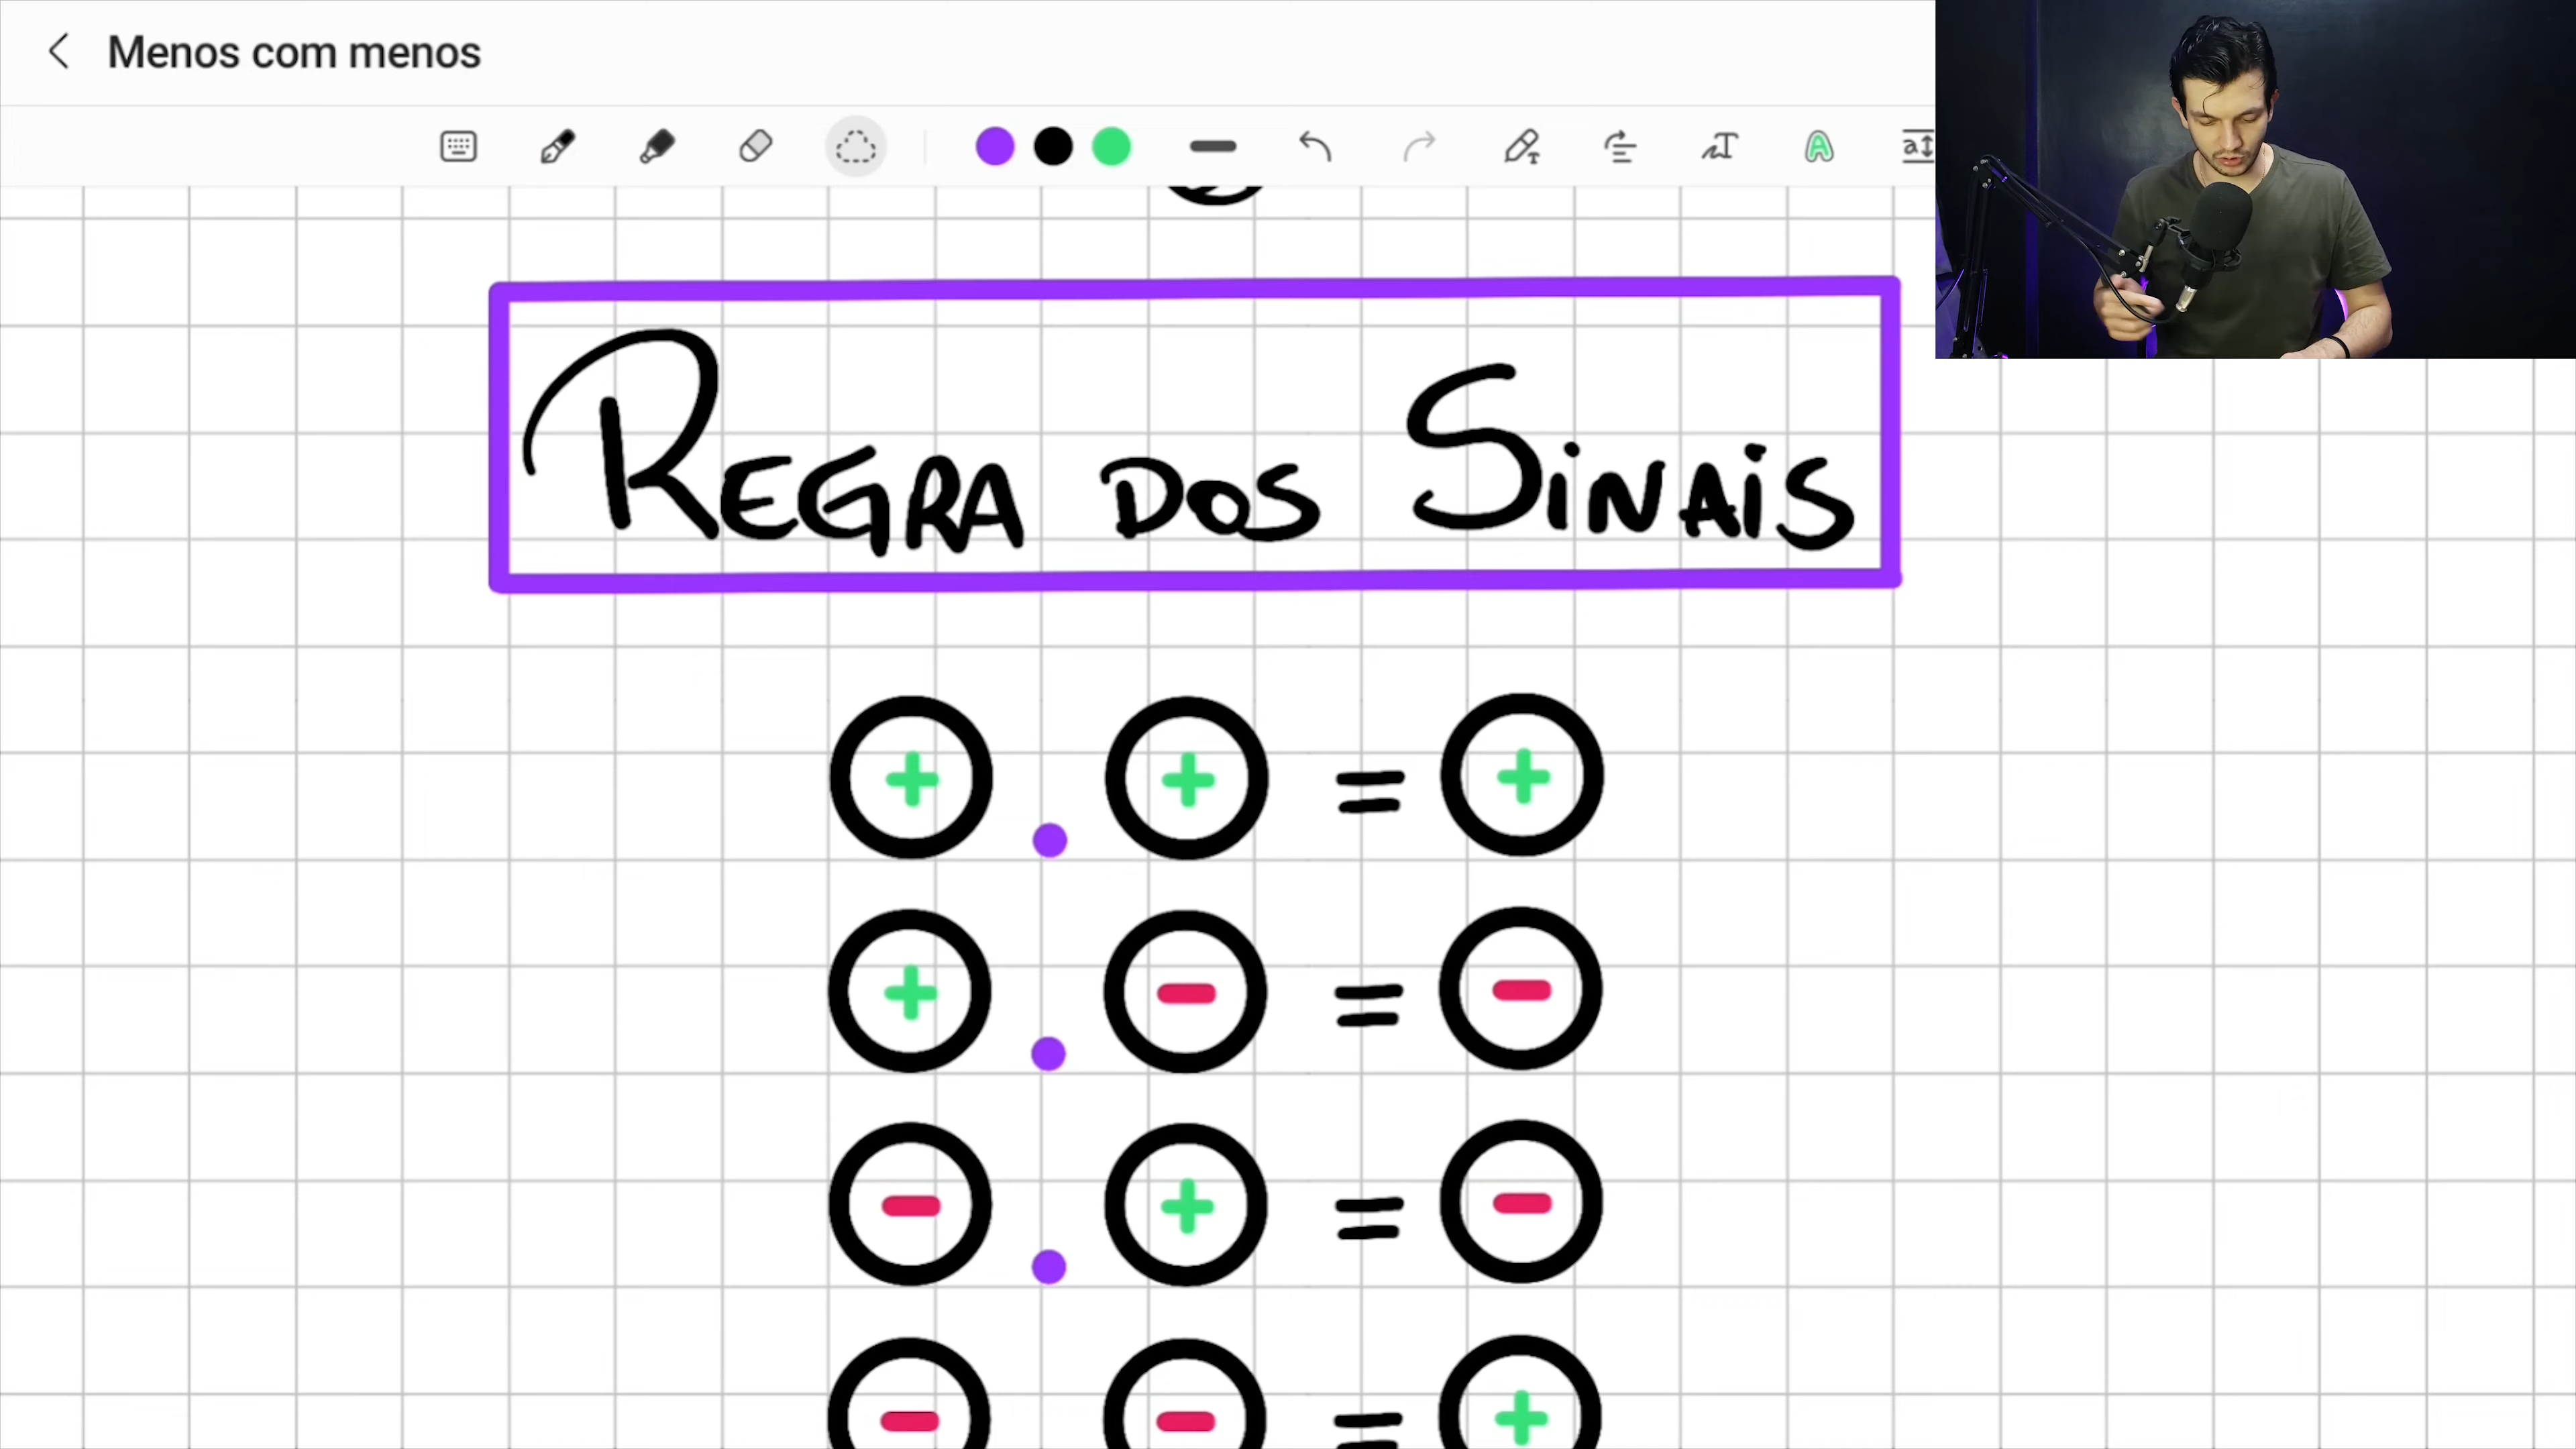 Menos com menos
REGRA DOS SINAIS
+ . + = +
+ . - = -
- . + = -
- - = +